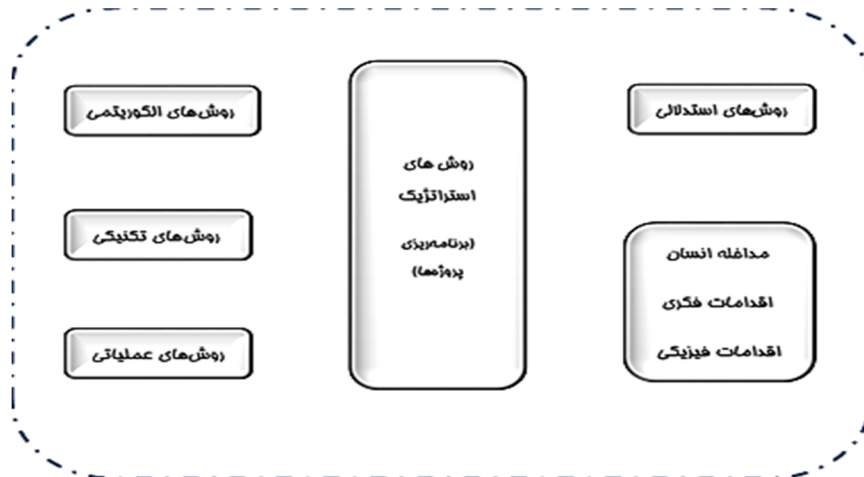 روش‌های استدلالی
مداخله انسان
اقدامات فکری
اقدامات فیزیکی
روش های
استراتژیک
(برنامه‌ریزی
پروژه‌ها)
روش‌های الگوریتمی
روش‌های تکنیکی
روش‌های عملیاتی